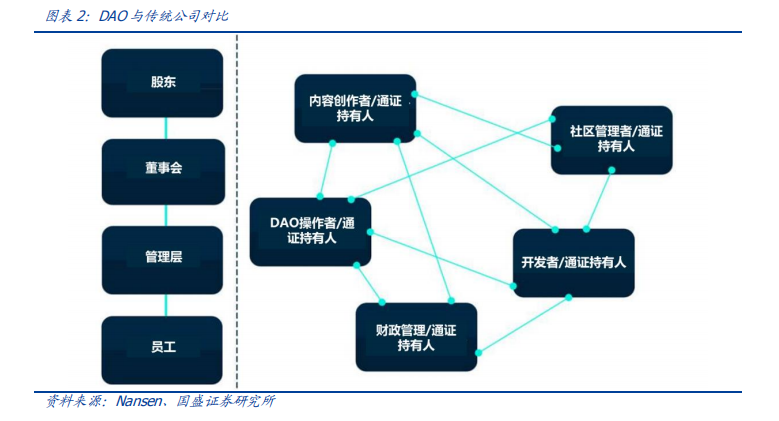 图表 2：DAO 与传统公司对比
股东
董事会
管理层
员工
内容创作者/通证
持有人
社区管理者/通证
持有人
DAO操作者/通
证持有人
开发者/通证持有人
财政管理/通证
持有人
资料来源：Nansen、国盛证券研究所